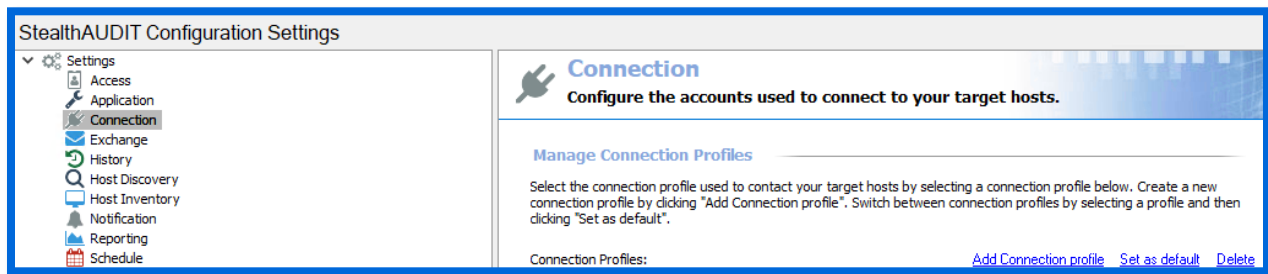 StealthAUDIT Configuration Settings
Settings
Access
Application
Connection
Exchange
History
Host Discovery
Host Inventory
Notification
Reporting
Schedule
Connection
Configure the accounts used to connect to your target hosts.
Manage Connection Profiles
Select the connection profile used to contact your target hosts by selecting a connection profile below. Create a new
connection profile by clicking "Add Connection profile". Switch between connection profiles by selecting a profile and then
clicking "Set as default".
Connection Profiles: Add Connection profile Set as default Delete